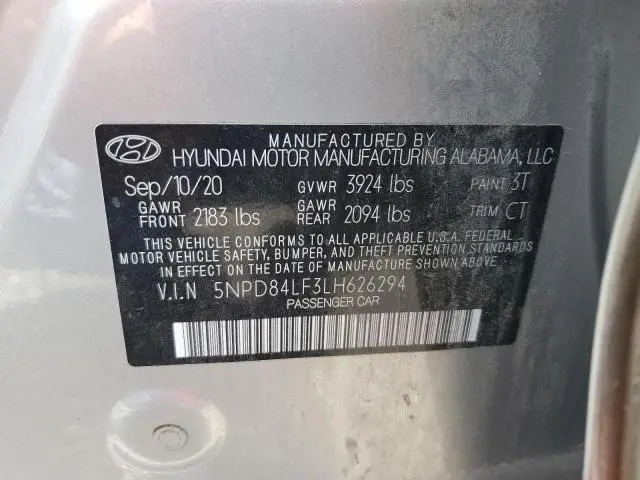 MANUFACTURED BY
HYUNDAI MOTOR MANUFACTURING ALABAMA, LLC
Sep/10/20 GVWR 3924 lbs PAINT 3T
GAWR FRONT 2183 lbs GAWR REAR 2094 lbs TRIM CT
THIS VEHICLE CONFORMS TO ALL APPLICABLE U.S.A. FEDERAL
MOTOR VEHICLE SAFETY, BUMPER, AND THEFT PREVENTION STANDARDS
IN EFFECT ON THE DATE OF MANUFACTURE SHOWN ABOVE.
V.I.N 5NPD84LF3LH626294
PASSENGER CAR